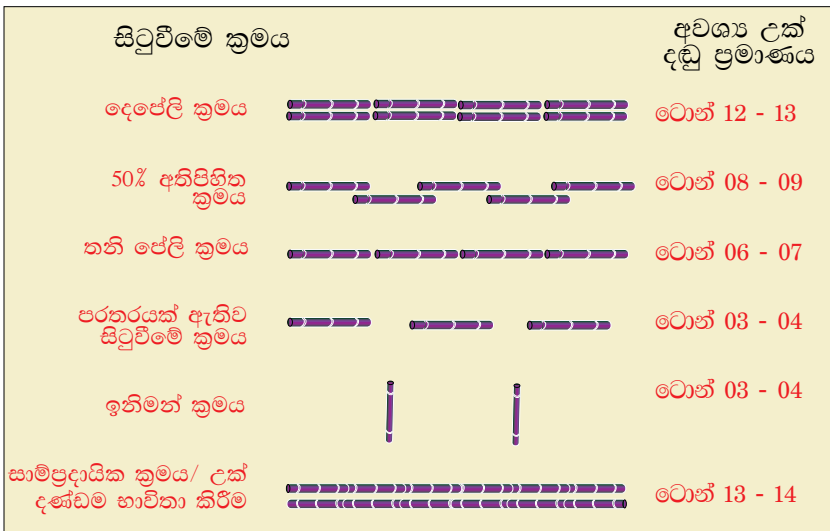 සිටුවීමේ ක්‍රමය
අවශ්‍ය උක්
දඬු ප්‍රමාණය
දෙපේලි ක්‍රමය
ටොන් 12 - 13
50% අතිපිහිත
ක්‍රමය
ටොන් 08 - 09
තනි පේලි ක්‍රමය
ටොන් 06 - 07
පරතරයක් ඇතිව
සිටුවීමේ ක්‍රමය
ටොන් 03 - 04
ඉනිමන් ක්‍රමය
ටොන් 03 - 04
සාම්ප්‍රදායික ක්‍රමය/ උක්
දණ්ඩම භාවිතා කිරීම
ටොන් 13 - 14